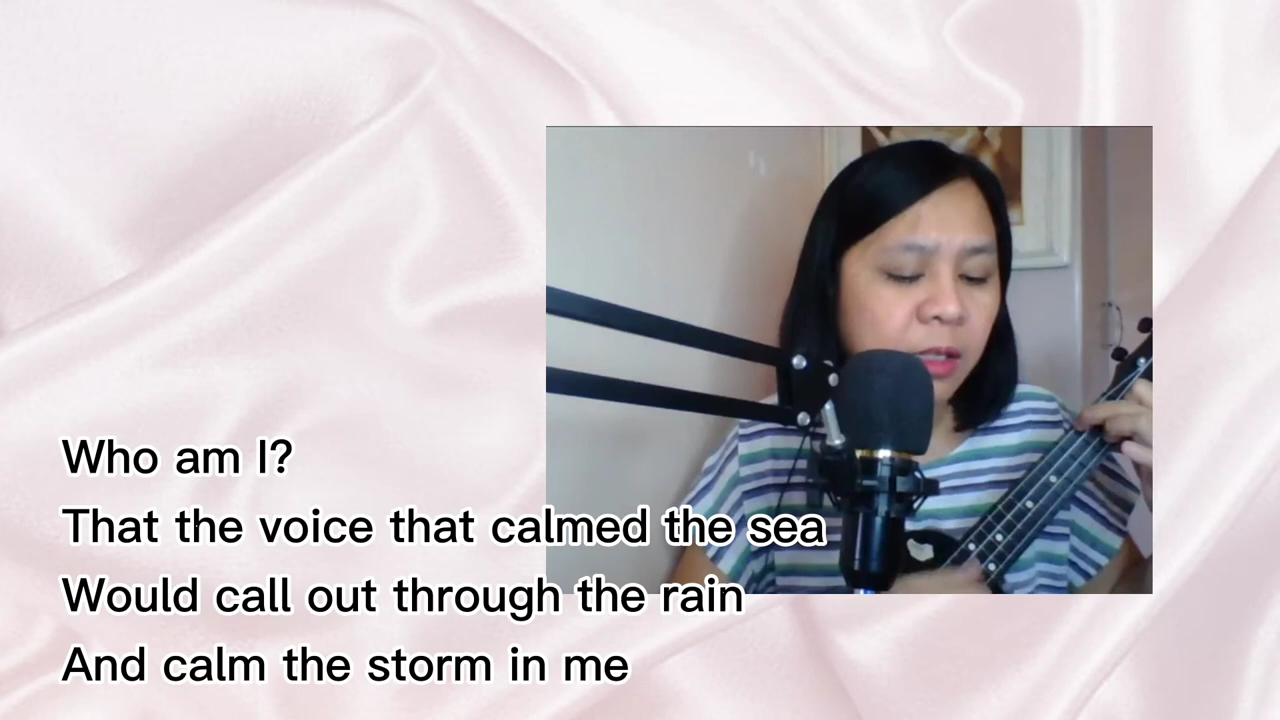 Who am I?
That the voice that calmed the sea
Would call out through the rain
And calm the storm in me